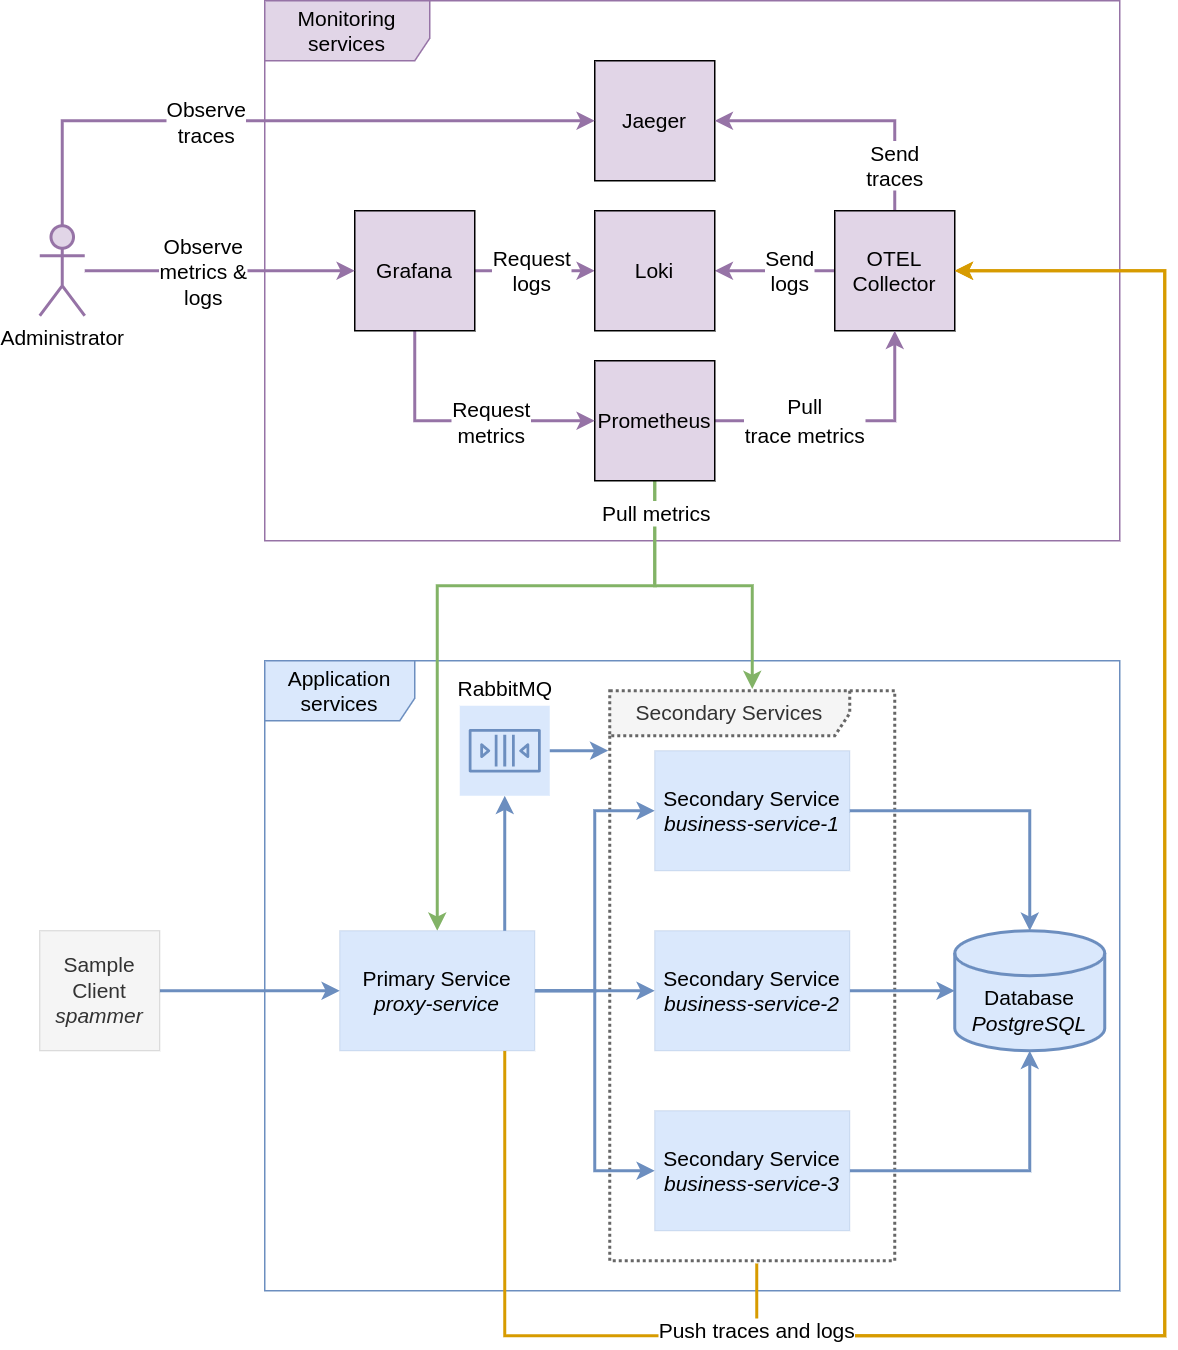 Monitoring
services
Observe
traces
Jaeger
Send
traces
Observe
metrics &
logs
Administrator
Grafana
Request
logs
Loki
Send
logs
OTEL
Collector
Request
metrics
Prometheus
Pull
trace metrics
Pull metrics
Application
services
RabbitMQ
Secondary Services
Secondary Service
business-service-1
Sample
Client
spammer
Primary Service
proxy-service
Secondary Service
business-service-2
Database
PostgreSQL
Secondary Service
business-service-3
Push traces and logs